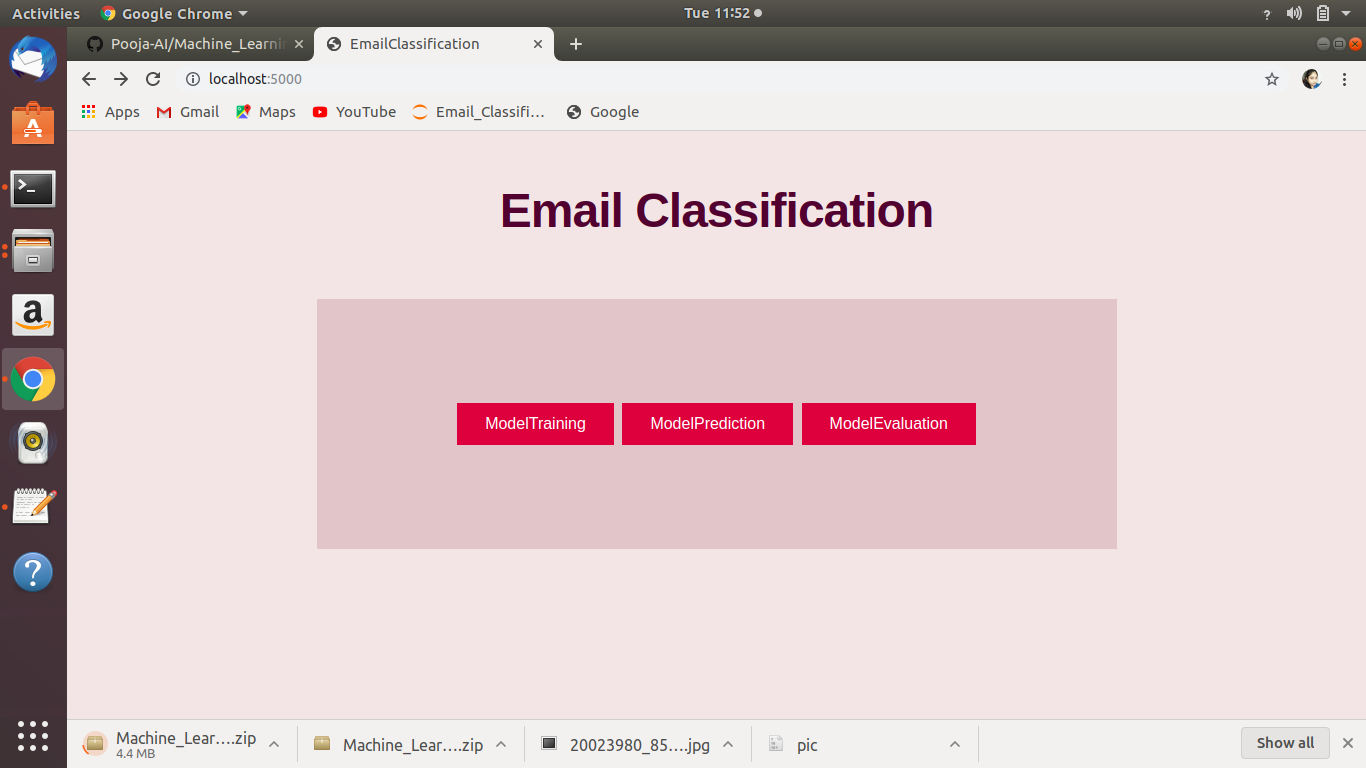 Activities Google Chrome Tue 11:52
Pooja-AI/Machine_Learnin EmailClassification
localhost:5000
Apps Gmail Maps YouTube Email_Classifi… Google
Email Classification
ModelTraining ModelPrediction ModelEvaluation
Machine_Lear….zip Machine_Lear….zip 20023980_85….jpg pic Show all
4.4 MB